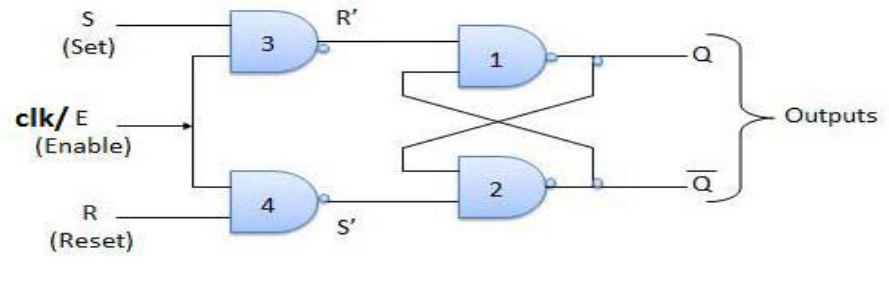 S
(Set)
3
R'
1
Q
clk/ E
(Enable)
Outputs
4
2
Q̅
R
(Reset)
S'